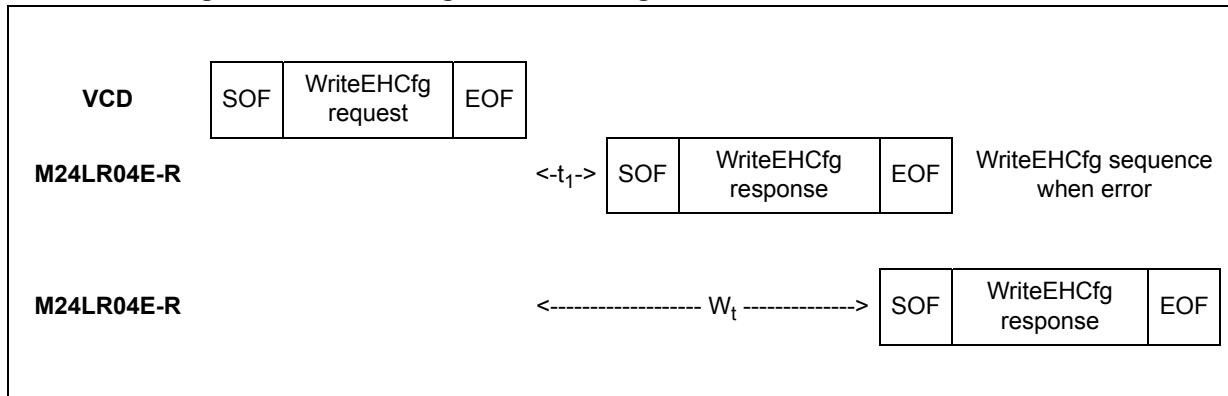 VCD SOF WriteEHCfg request EOF
M24LR04E-R <-t1-> SOF WriteEHCfg response EOF WriteEHCfg sequence when error
M24LR04E-R <------------------- Wt --------------> SOF WriteEHCfg response EOF